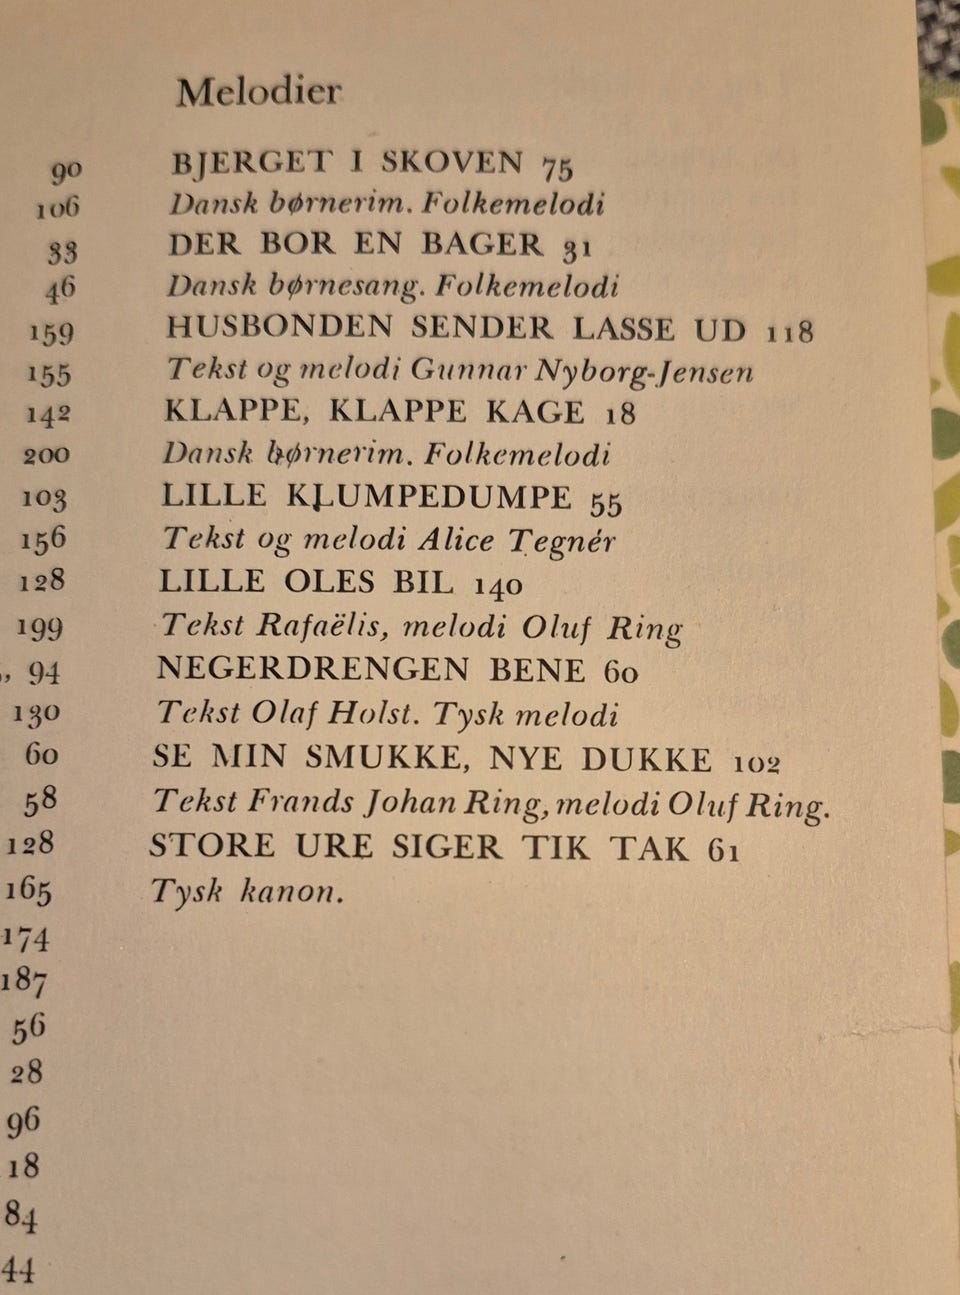 Melodier
BJERGET I SKOVEN 75
Dansk børnerim. Folkemelodi
DER BOR EN BAGER 31
Dansk børnesang. Folkemelodi
HUSBONDEN SENDER LASSE UD 118
Tekst og melodi Gunnar Nyborg-Jensen
KLAPPE, KLAPPE KAGE 18
Dansk børnerim. Folkemelodi
LILLE KLUMPEDUMPE 55
Tekst og melodi Alice Tegnér
LILLE OLES BIL 140
Tekst Rafaëlis, melodi Oluf Ring
NEGERDRENGEN BENE 60
Tekst Olaf Holst. Tysk melodi
SE MIN SMUKKE, NYE DUKKE 102
Tekst Frands Johan Ring, melodi Oluf Ring.
STORE URE SIGER TIK TAK 61
Tysk kanon.
90
106
33
46
159
155
142
200
103
156
128
199
, 94
130
60
58
128
165
174
187
56
28
96
18
84
44